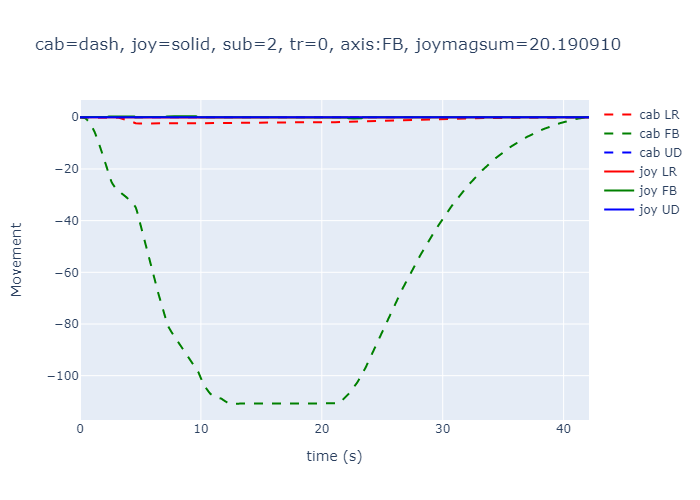 cab=dash, joy=solid, sub=2, tr=0, axis:FB, joymagsum=20.190910
Movement
0
−20
−40
−60
−80
−100
0
10
20
30
40
time (s)
cab LR
cab FB
cab UD
joy LR
joy FB
joy UD